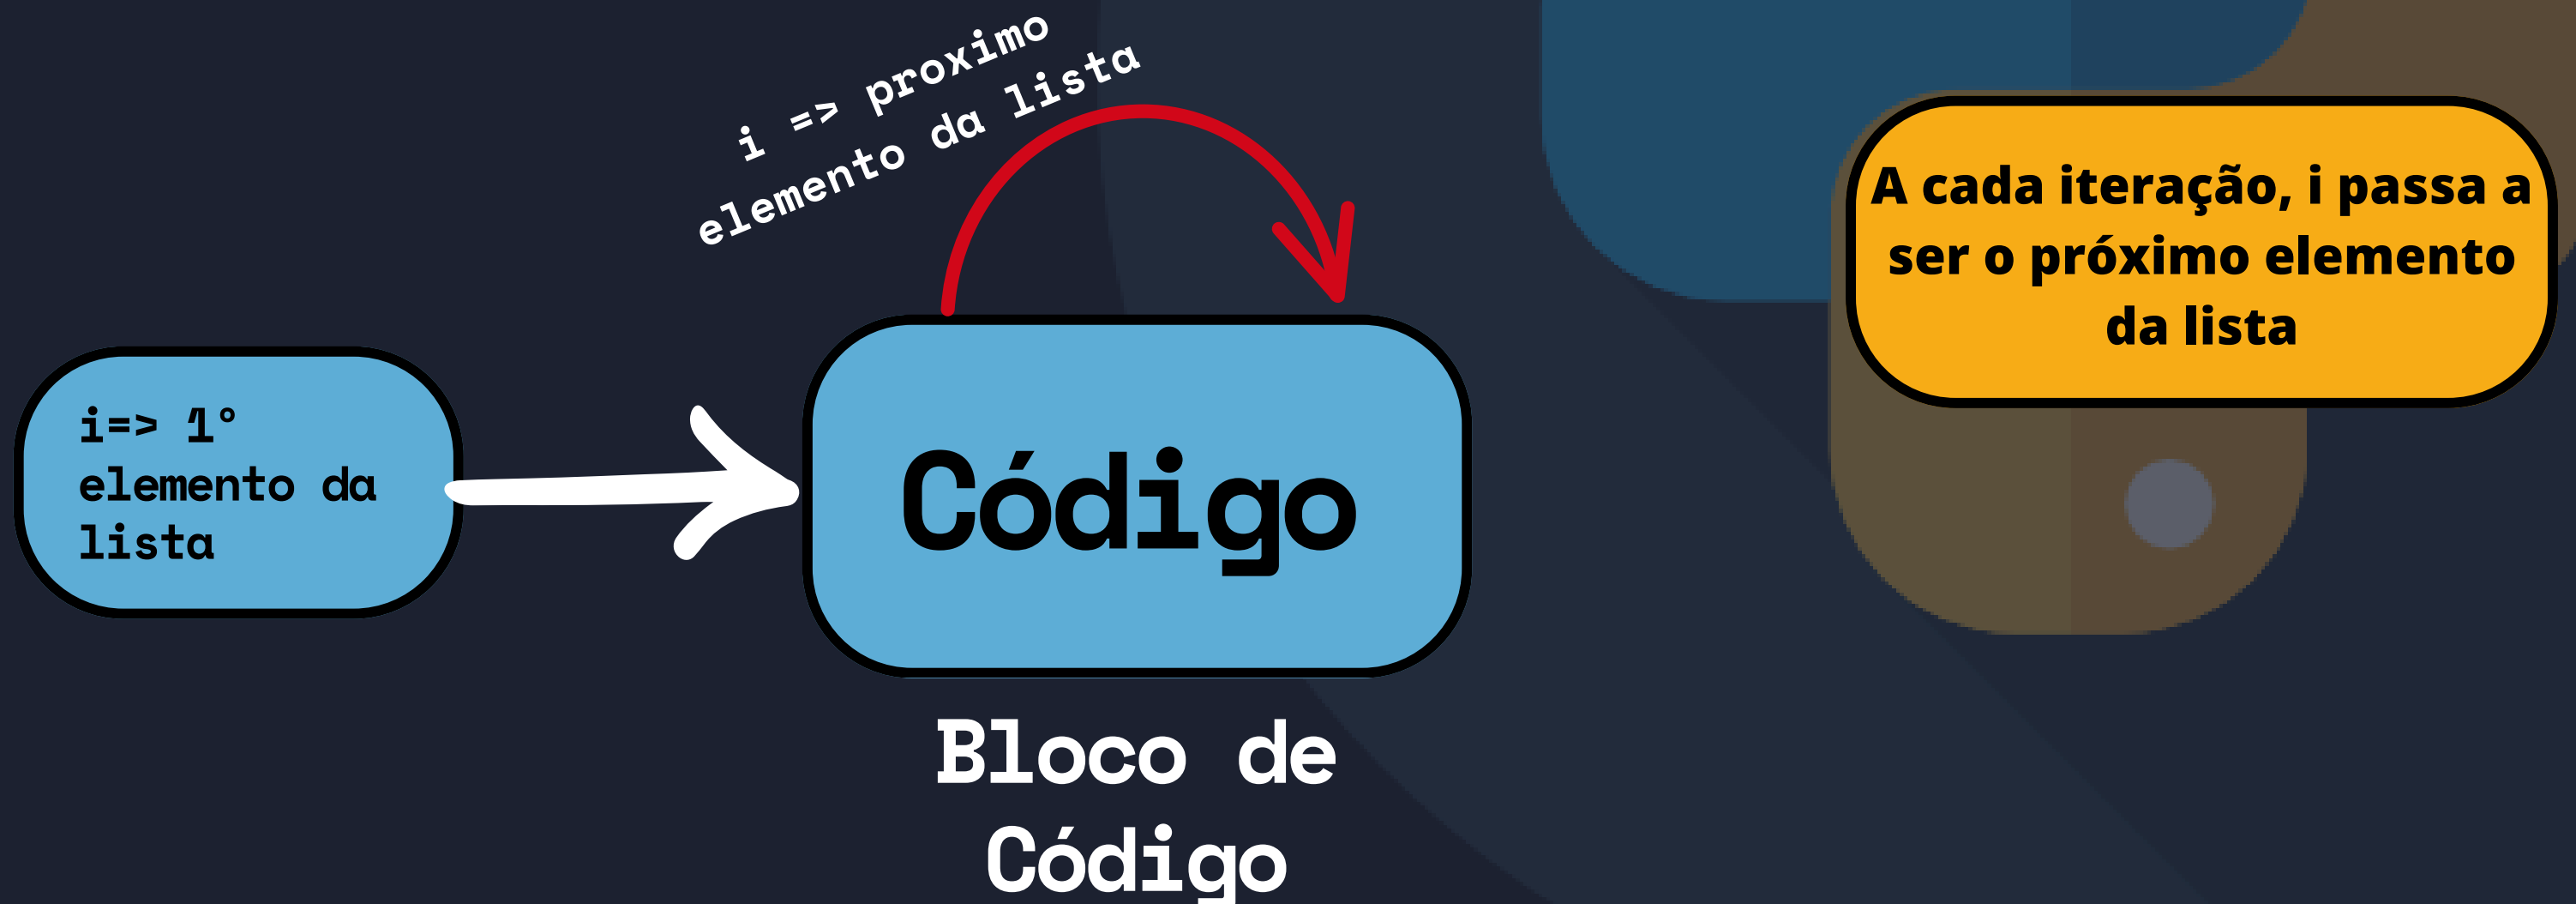 i => proximo
elemento da lista
A cada iteração, i passa a
ser o próximo elemento
da lista
i=> 1º
elemento da
lista
Código
Bloco de
Código